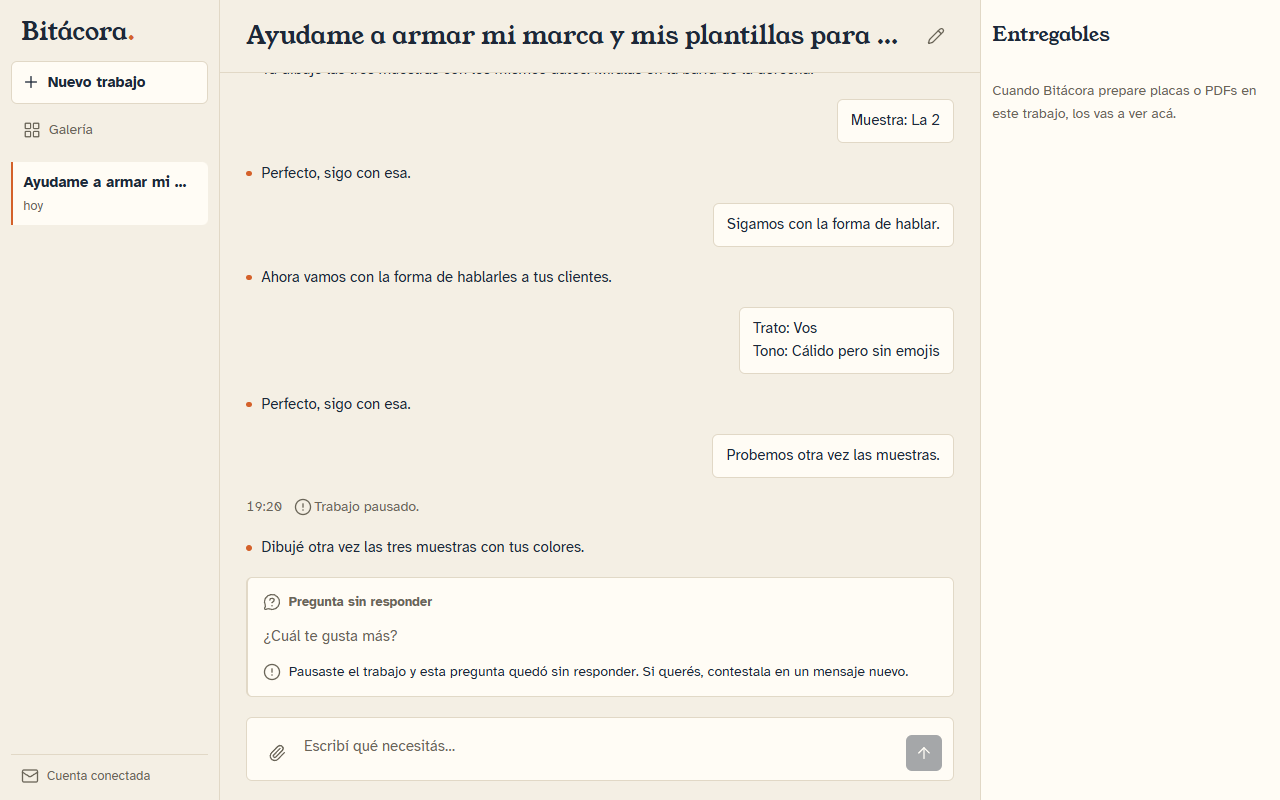 Bitácora.
Nuevo trabajo
Galería
Ayudame a armar mi ...
hoy
Cuenta conectada
Ayudame a armar mi marca y mis plantillas para ...
Muestra: La 2
Perfecto, sigo con esa.
Sigamos con la forma de hablar.
Ahora vamos con la forma de hablarles a tus clientes.
Trato: Vos
Tono: Cálido pero sin emojis
Perfecto, sigo con esa.
Probemos otra vez las muestras.
19:20 Trabajo pausado.
Dibujé otra vez las tres muestras con tus colores.
Pregunta sin responder
¿Cuál te gusta más?
Pausaste el trabajo y esta pregunta quedó sin responder. Si querés, contestala en un mensaje nuevo.
Escribí qué necesitás...
Entregables
Cuando Bitácora prepare placas o PDFs en
este trabajo, los vas a ver acá.